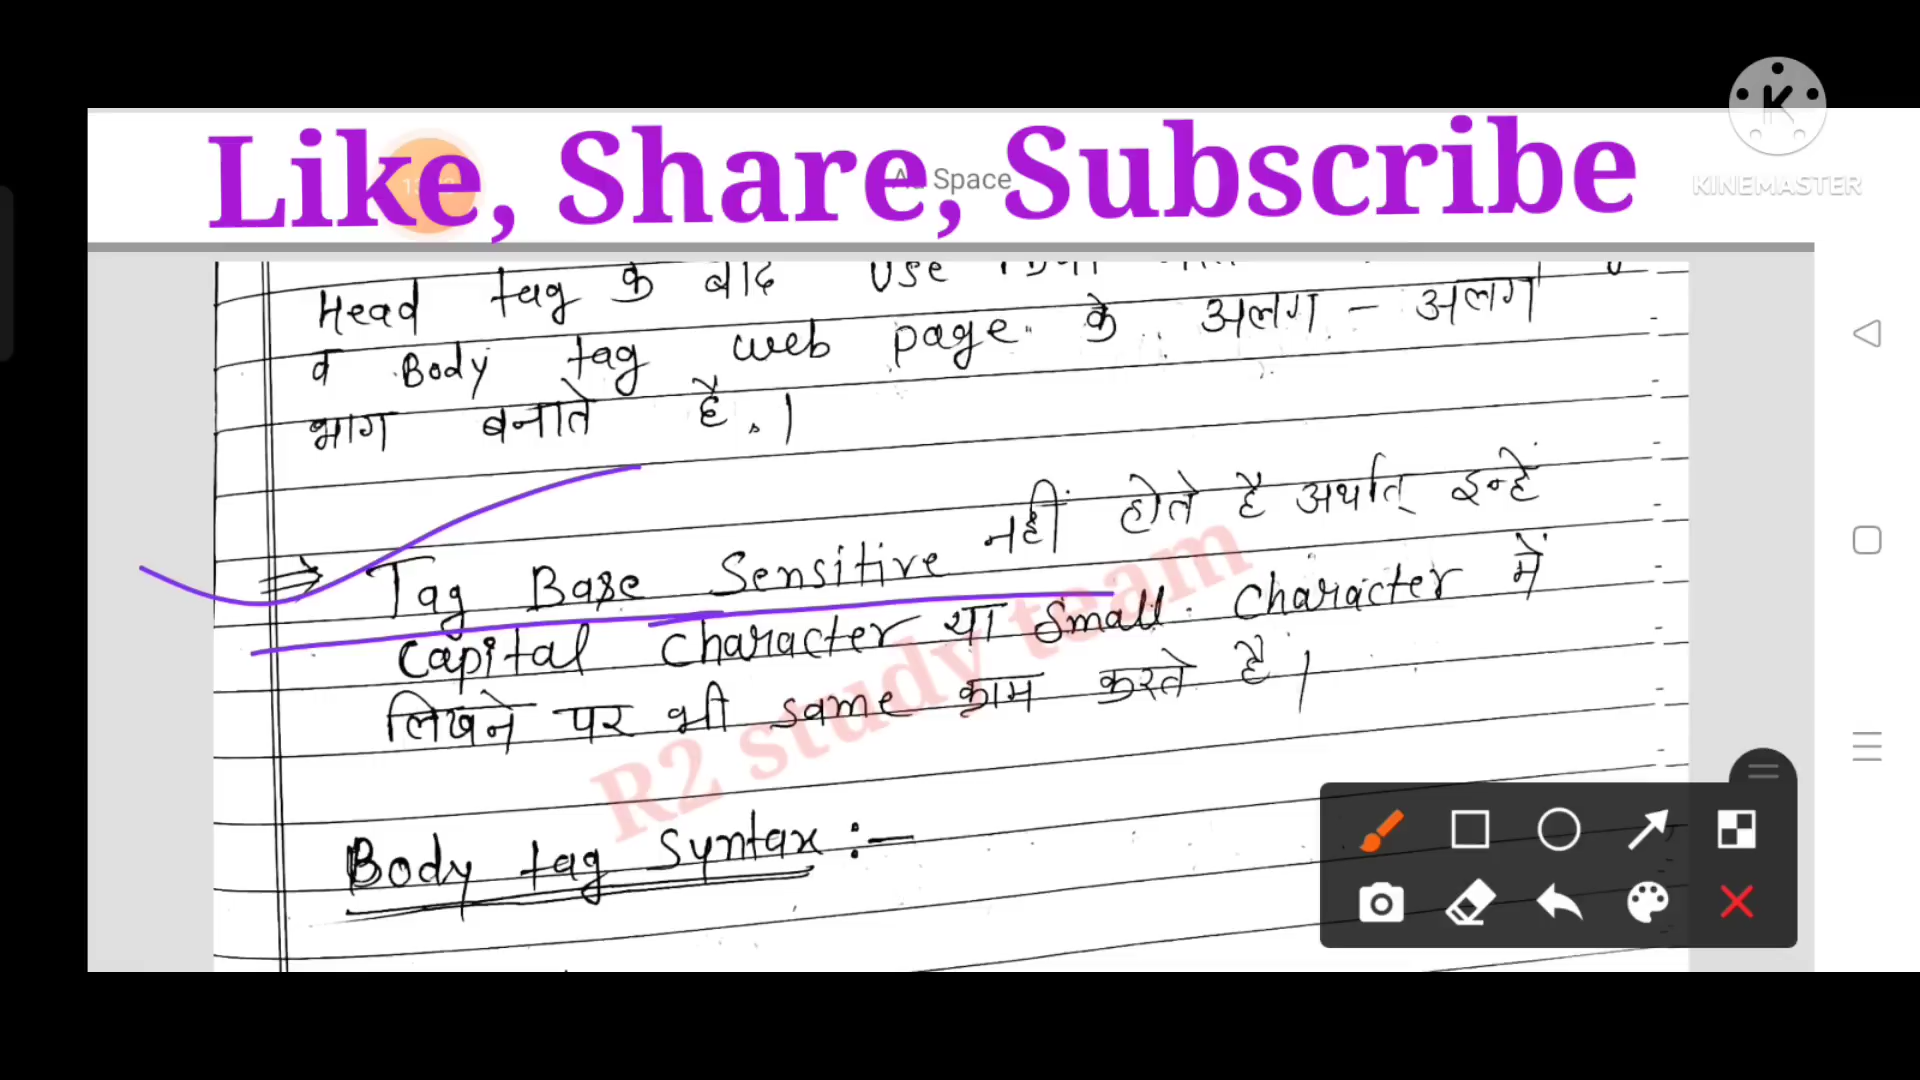 KINEMASTER
Like, Share, Subscribe
Space
Head tag के बाद use
व Body tag web page के अलग - अलग
भाग बनाते है।
⇒ Tag Base Sensitive नहीं होते है अर्थात् इन्हें
Capital Character या Small Character में
लिखने पर भी same काम करते है।
R2 study team
Body tag Syntax :-